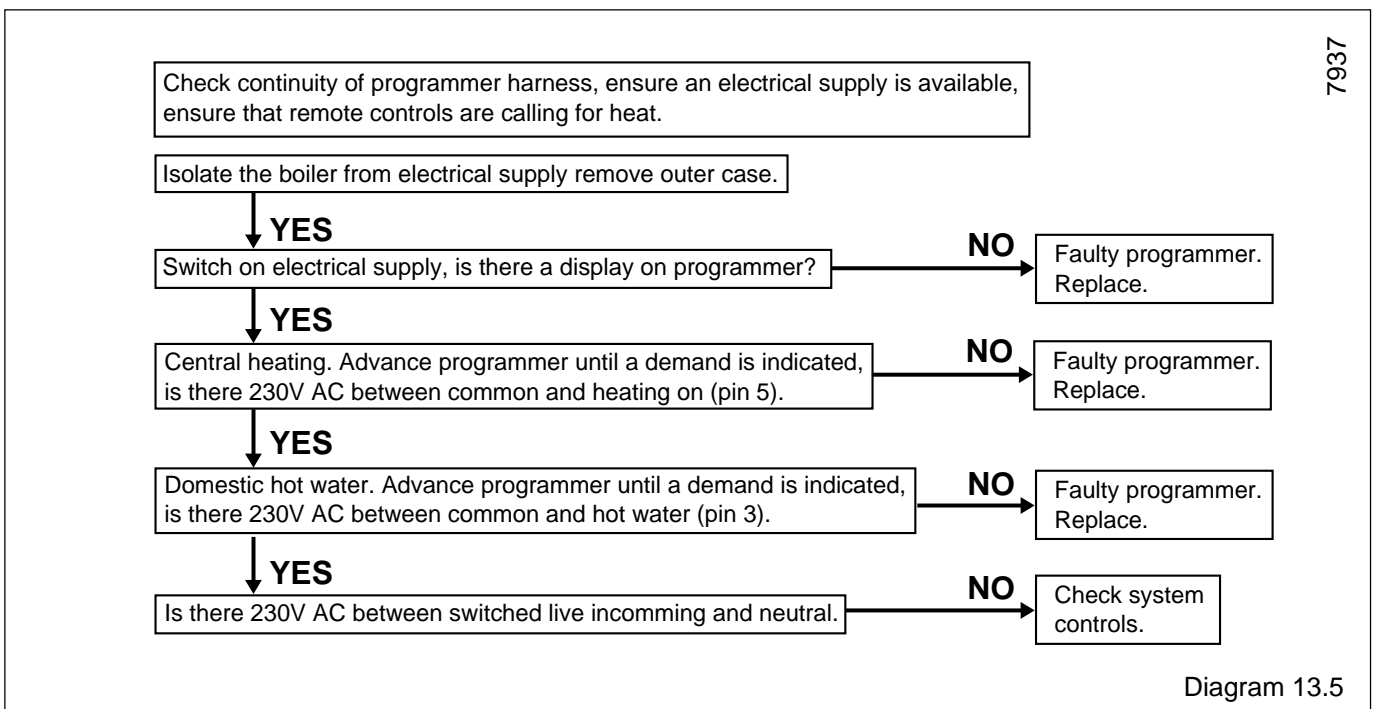 7937
Check continuity of programmer harness, ensure an electrical supply is available,
ensure that remote controls are calling for heat.
Isolate the boiler from electrical supply remove outer case.
YES
Switch on electrical supply, is there a display on programmer?
NO
Faulty programmer.
Replace.
YES
Central heating. Advance programmer until a demand is indicated,
is there 230V AC between common and heating on (pin 5).
NO
Faulty programmer.
Replace.
YES
Domestic hot water. Advance programmer until a demand is indicated,
is there 230V AC between common and hot water (pin 3).
NO
Faulty programmer.
Replace.
YES
Is there 230V AC between switched live incomming and neutral.
NO
Check system
controls.
Diagram 13.5